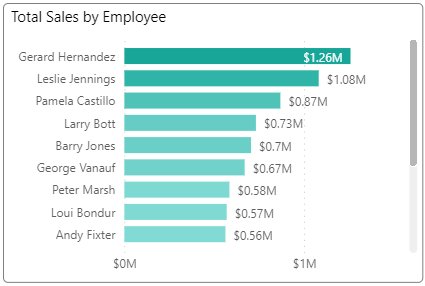 Total Sales by Employee
Gerard Hernandez $1.26M
Leslie Jennings $1.08M
Pamela Castillo $0.87M
Larry Bott $0.73M
Barry Jones $0.7M
George Vanauf $0.67M
Peter Marsh $0.58M
Loui Bondur $0.57M
Andy Fixter $0.56M
$0M $1M